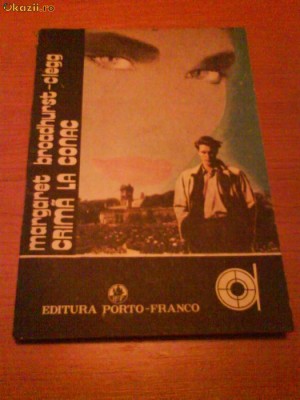 Okazii.ro
margaret broadhurst-clegg
CRIMĂ LA CONAC
EDITURA PORTO-FRANCO